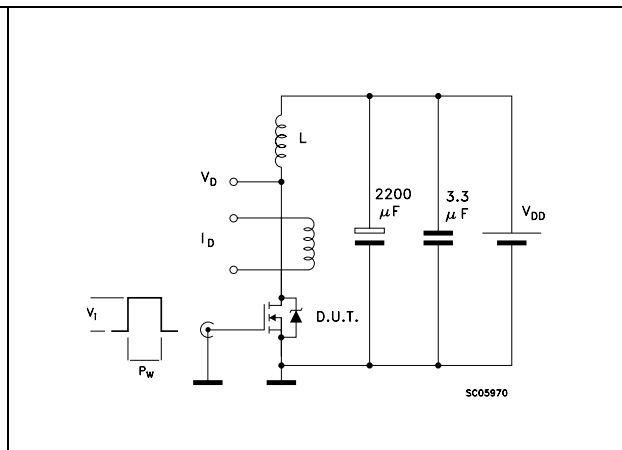 L
V_D
2200
µF
3.3
µF
V_DD
I_D
V_i
D.U.T.
P_W
SC05970